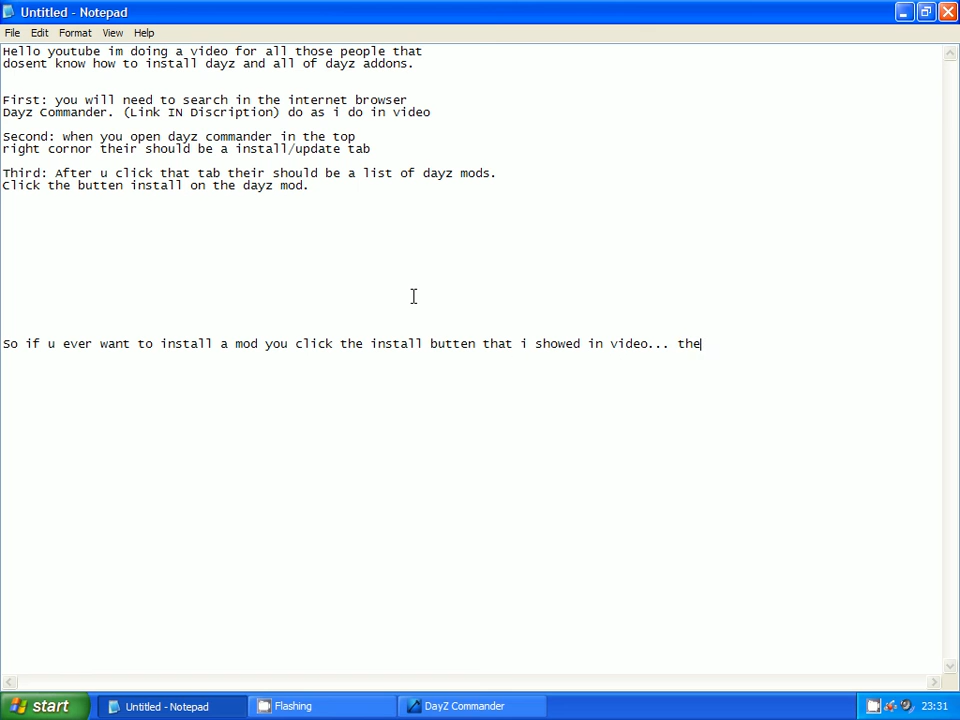 Untitled - Notepad
File Edit Format View Help
Hello youtube im doing a video for all those people that
dosent know how to install dayz and all of dayz addons.
First: you will need to search in the internet browser
Dayz Commander. (Link IN Discription) do as i do in video
Second: when you open dayz commander in the top
right cornor their should be a install/update tab
Third: After u click that tab their should be a list of dayz mods.
Click the butten install on the dayz mod.
So if u ever want to install a mod you click the install butten that i showed in video... the
start Untitled - Notepad Flashing DayZ Commander 23:31